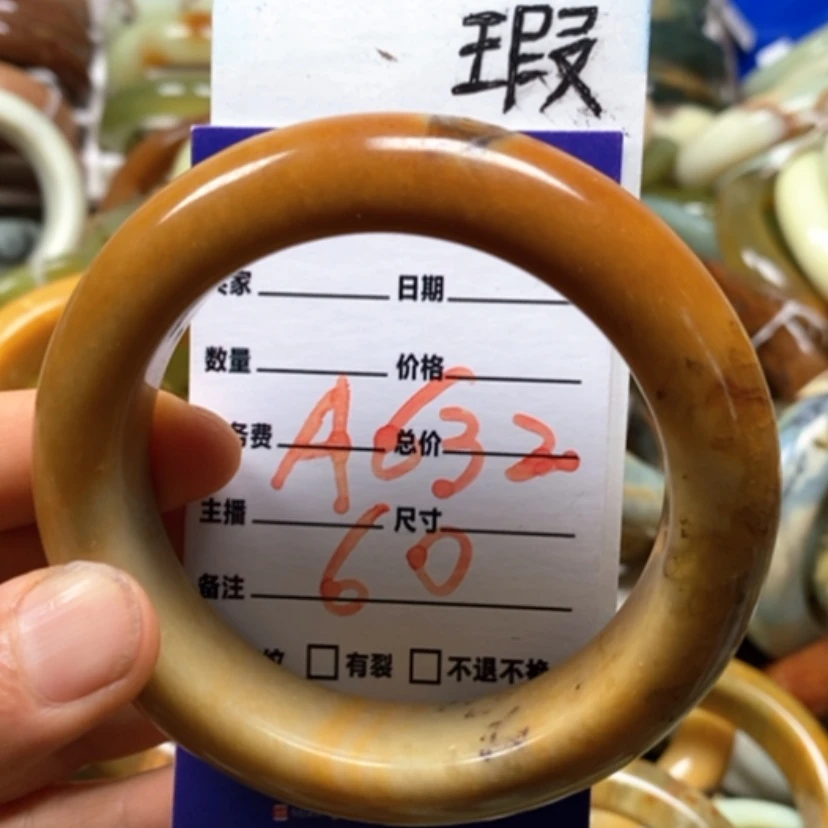 瑕
家 日期
数量 价格
务费 总价
A632
主播 尺寸
60
备注
纹 有裂 不退不换